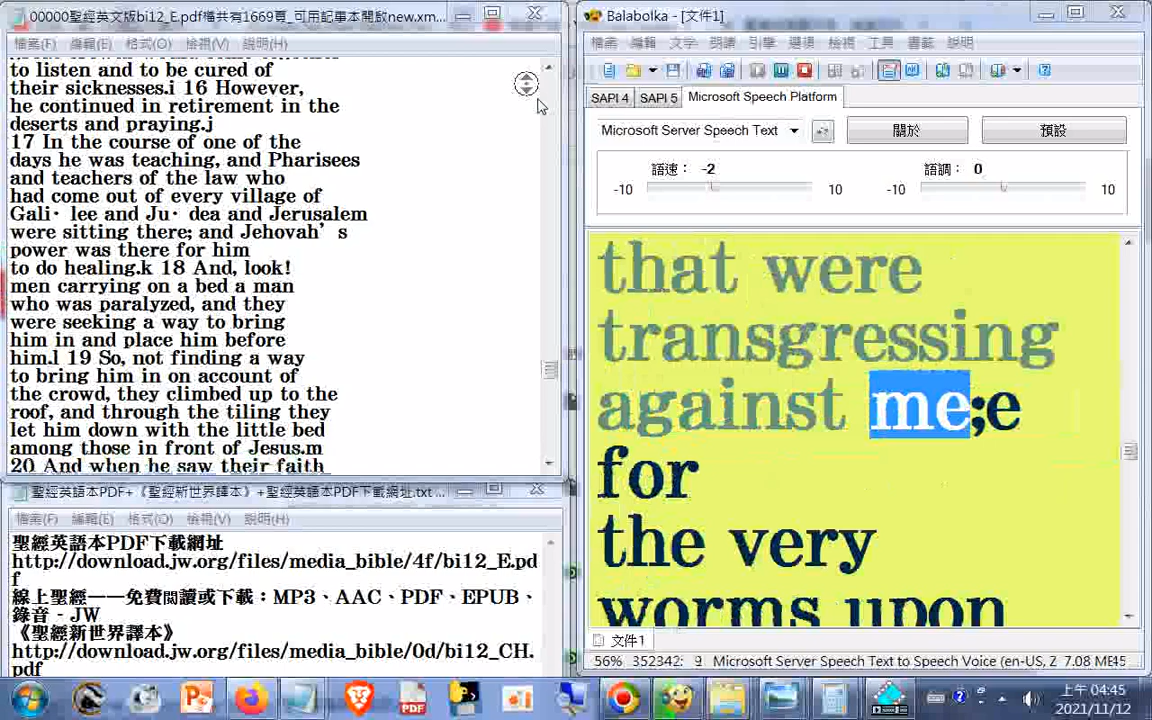 00000聖經英文版bi12_E.pdf檔共有1669頁_可用記事本開啟new.xm...
檔案(F) 編輯(E) 格式(O) 檢視(V) 說明(H)
to listen and to be cured of
their sicknesses.i 16 However,
he continued in retirement in the
deserts and praying.j
17 In the course of one of the
days he was teaching, and Pharisees
and teachers of the law who
had come out of every village of
Gali· lee and Ju· dea and Jerusalem
were sitting there; and Jehovah’s
power was there for him
to do healing.k 18 And, look!
men carrying on a bed a man
who was paralyzed, and they
were seeking a way to bring
him in and place him before
him.l 19 So, not finding a way
to bring him in on account of
the crowd, they climbed up to the
roof, and through the tiling they
let him down with the little bed
among those in front of Jesus.m
20 And when he saw their faith
聖經英語本PDF+《聖經新世界譯本》+聖經英語本PDF下載網址.txt ...
檔案(F) 編輯(E) 格式(O) 檢視(V) 說明(H)
聖經英語本PDF下載網址
http://download.jw.org/files/media_bible/4f/bi12_E.pd
f
線上聖經——免費閱讀或下載：MP3、AAC、PDF、EPUB、
錄音 - JW
《聖經新世界譯本》
http://download.jw.org/files/media_bible/0d/bi12_CH.
pdf
Balabolka - [文件1]
檔案 編輯 文字 朗讀 引擎 選項 檢視 工具 書籤 說明
SAPI 4 SAPI 5 Microsoft Speech Platform
Microsoft Server Speech Text 關於 預設
語速： -2 語調： 0
-10 10 -10 10
that were
transgressing
against me;e
for
the very
worms upon
文件1
56% 352342: 9 Microsoft Server Speech Text to Speech Voice (en-US, Z 7.08 ME45
上午 04:45
2021/11/12